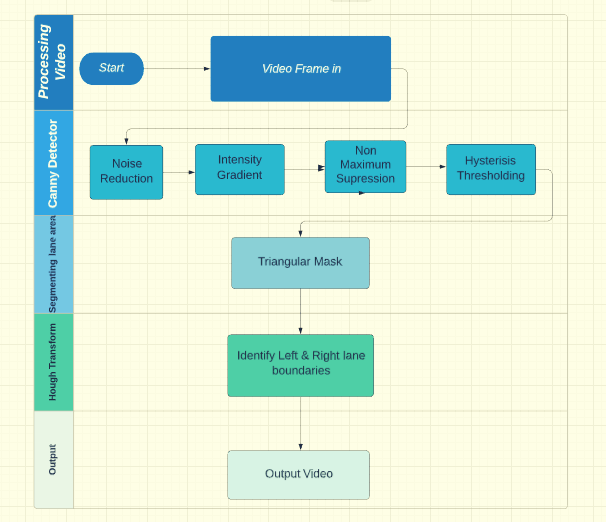 Processing
Video
Start
Video Frame in
Canny Detector
Noise
Reduction
Intensity
Gradient
Non
Maximum
Supression
Hysterisis
Thresholding
Segmenting lane area
Triangular Mask
Hough Transform
Identify Left & Right lane
boundaries
Output
Output Video